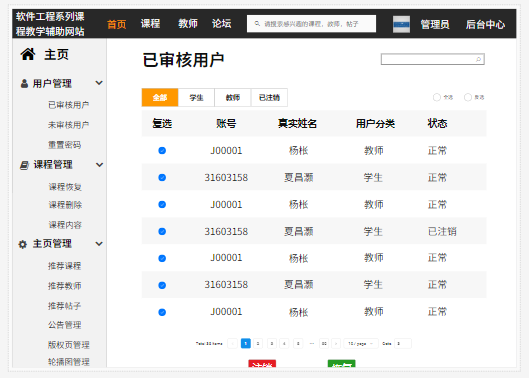 软件工程系列课
程教学辅助网站
首页 课程 教师 论坛
请搜索感兴趣的课程，教师，帖子
管理员 后台中心
主页
用户管理
已审核用户
未审核用户
重置密码
课程管理
课程恢复
课程删除
课程内容
主页管理
推荐课程
推荐教师
推荐帖子
公告管理
版权页管理
轮播图管理
已审核用户
全部 学生 教师 已注销
全选 首选
复选 账号 真实姓名 用户分类 状态
J00001 杨枨 教师 正常
31603158 夏昌灏 学生 正常
J00001 杨枨 教师 正常
31603158 夏昌灏 学生 已注销
J00001 杨枨 教师 正常
31603158 夏昌灏 学生 正常
J00001 杨枨 教师 正常
1 2 3 4 5 ••• 50 10 / page Goto 5
注销